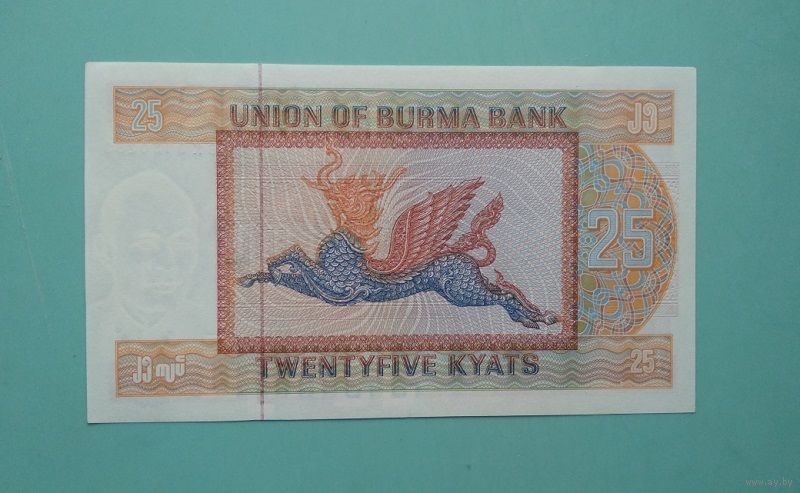 25
UNION OF BURMA BANK
၂၅
25
၂၅ ကျပ်
TWENTYFIVE KYATS
25
www.ay.by